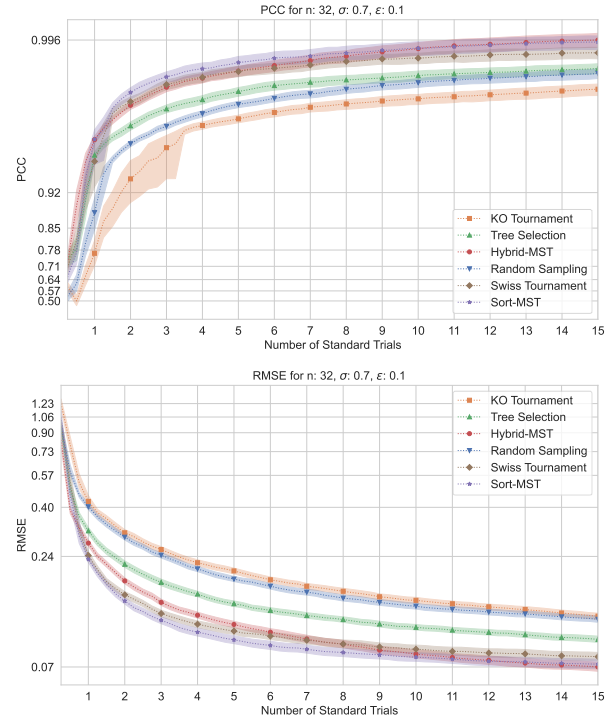 PCC for n: 32, σ: 0.7, ε: 0.1
0.996
0.92
0.85
0.78
0.71
0.64
0.57
0.50
PCC
KO Tournament
Tree Selection
Hybrid-MST
Random Sampling
Swiss Tournament
Sort-MST
1 2 3 4 5 6 7 8 9 10 11 12 13 14 15
Number of Standard Trials
RMSE for n: 32, σ: 0.7, ε: 0.1
1.23
1.06
0.90
0.73
0.57
0.40
0.24
0.07
RMSE
KO Tournament
Tree Selection
Hybrid-MST
Random Sampling
Swiss Tournament
Sort-MST
1 2 3 4 5 6 7 8 9 10 11 12 13 14 15
Number of Standard Trials